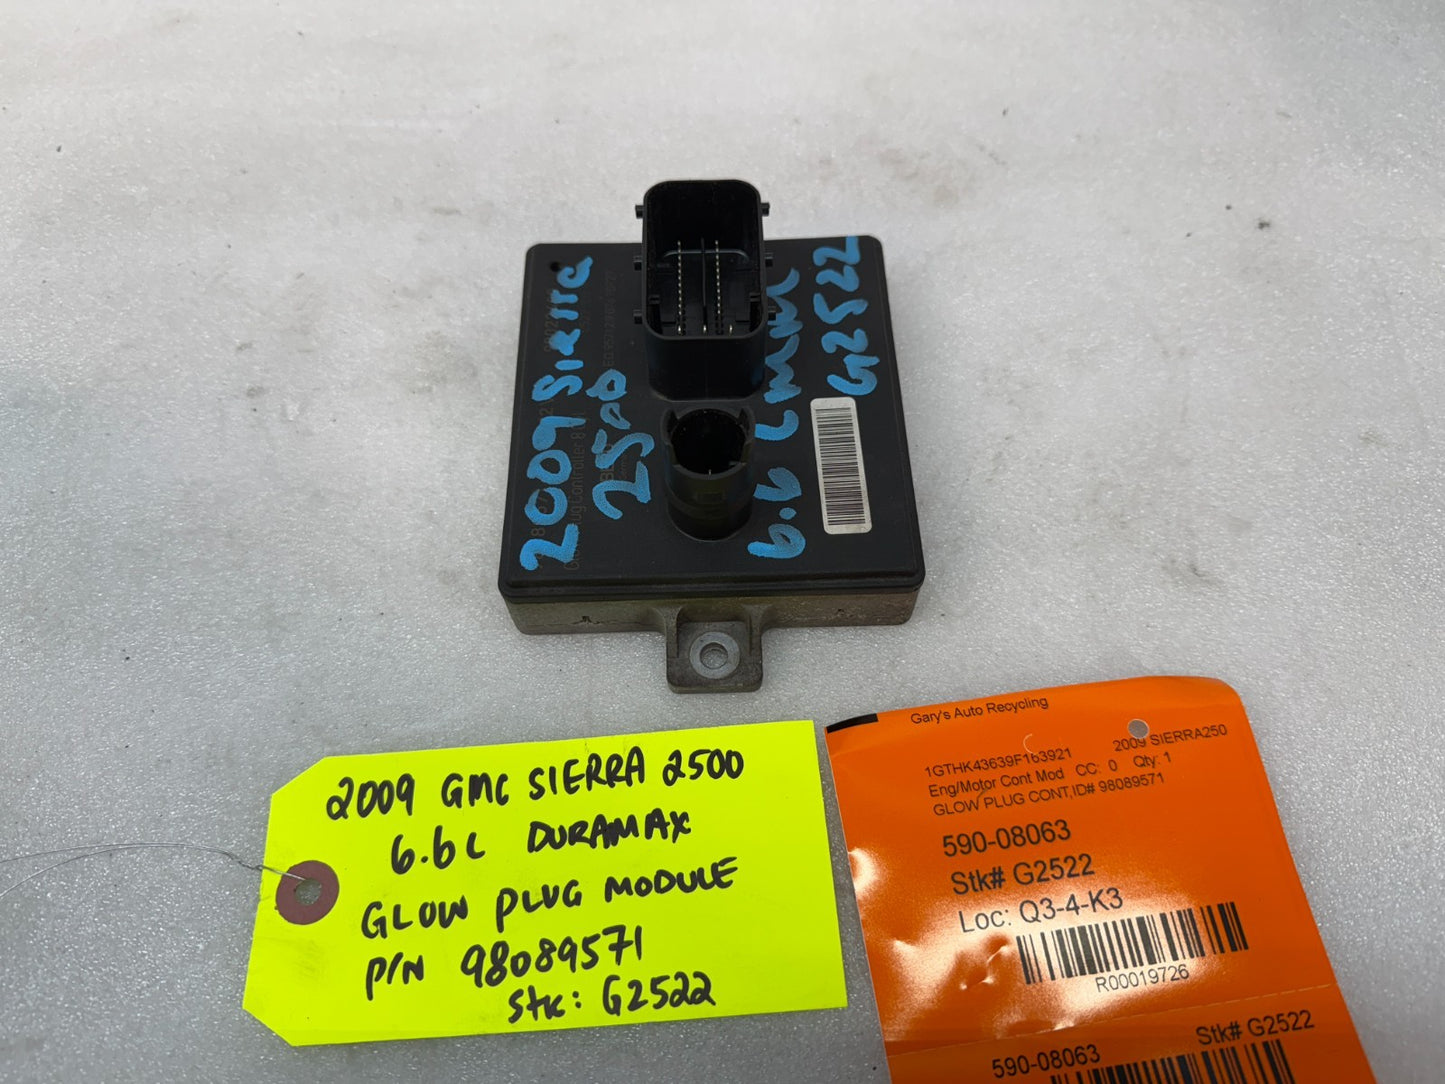 2009 Sierra
2500
6.6 L
G2522
2009 GMC SIERRA 2500
6.6L DURAMAX
GLOW PLUG MODULE
P/N 98089571
Stk: G2522
Gary's Auto Recycling
1GTHK43639F163921 2009 SIERRA250
Eng/Motor Cont Mod CC: 0 Qty: 1
GLOW PLUG CONT,ID# 98089571
590-08063
Stk# G2522
Loc: Q3-4-K3
R00019726
590-08063 Stk# G2522